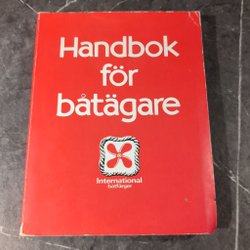 Handbok
för
båtägare
International
båtfärger